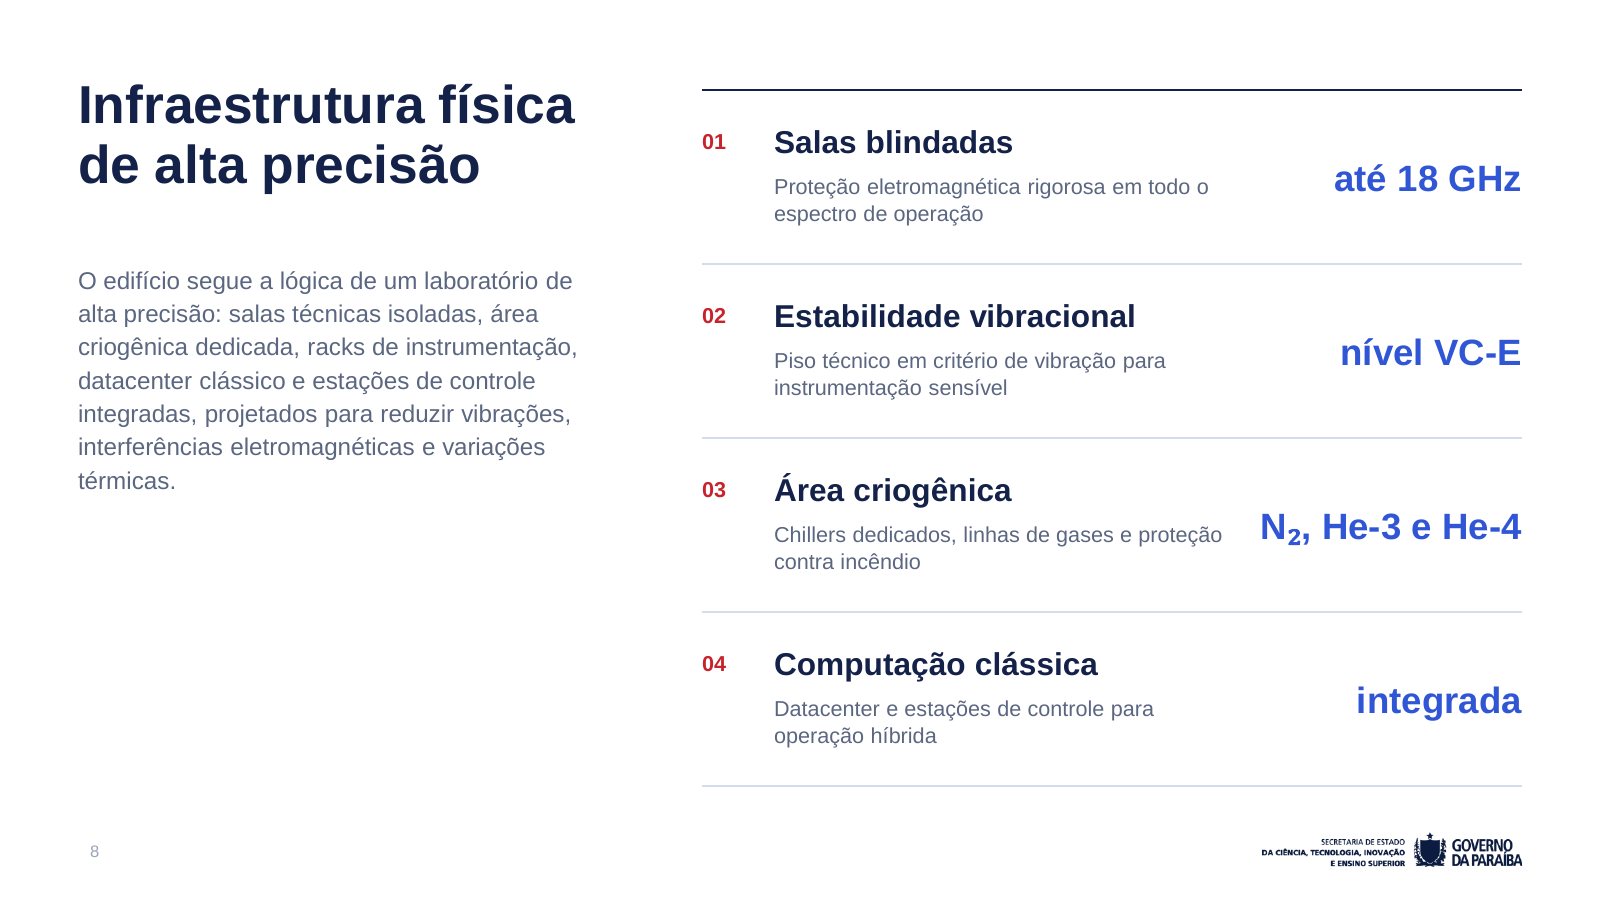 Infraestrutura física
de alta precisão
O edifício segue a lógica de um laboratório de
alta precisão: salas técnicas isoladas, área
criogênica dedicada, racks de instrumentação,
datacenter clássico e estações de controle
integradas, projetados para reduzir vibrações,
interferências eletromagnéticas e variações
térmicas.
01
Salas blindadas
Proteção eletromagnética rigorosa em todo o
espectro de operação
até 18 GHz
02
Estabilidade vibracional
Piso técnico em critério de vibração para
instrumentação sensível
nível VC-E
03
Área criogênica
Chillers dedicados, linhas de gases e proteção
contra incêndio
N₂, He-3 e He-4
04
Computação clássica
Datacenter e estações de controle para
operação híbrida
integrada
8
SECRETARIA DE ESTADO
DA CIÊNCIA, TECNOLOGIA, INOVAÇÃO
E ENSINO SUPERIOR
GOVERNO
DA PARAÍBA